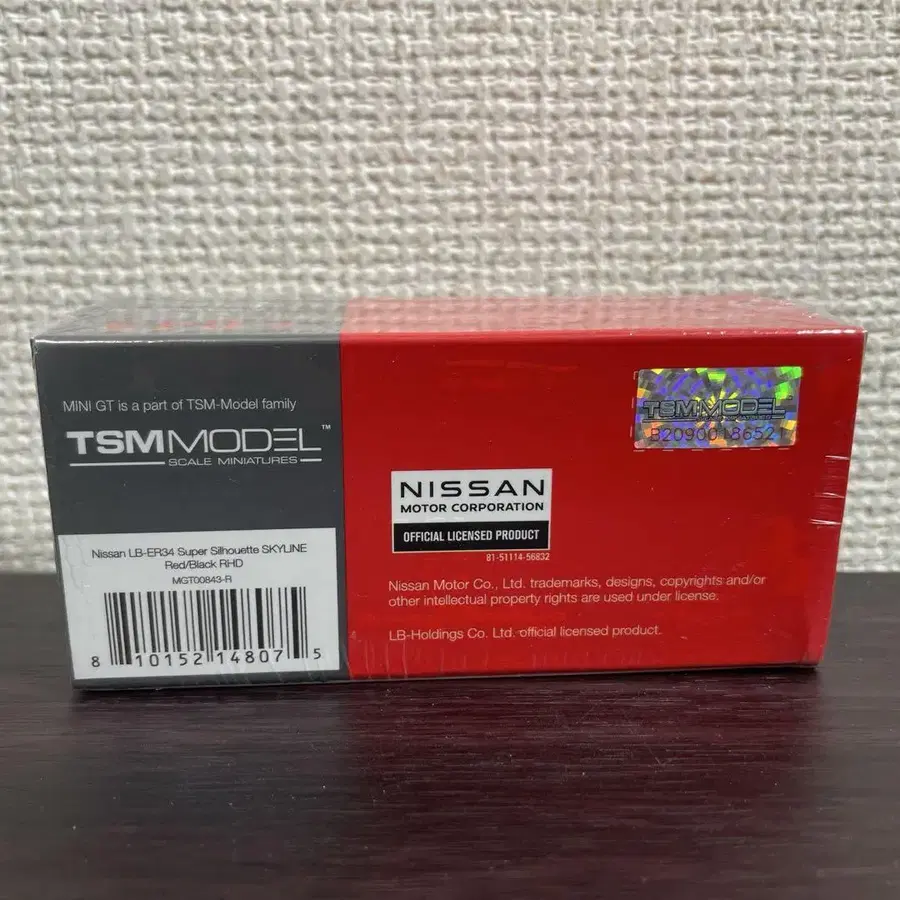 MINI GT is a part of TSM-Model family
TSMMODEL™
SCALE MINIATURES
Nissan LB-ER34 Super Silhouette SKYLINE
Red/Black RHD
MGT00843-R
8 10152 14807 5
TSMMODEL
B20900186521
NISSAN
MOTOR CORPORATION
OFFICIAL LICENSED PRODUCT
81-51114-56832
Nissan Motor Co., Ltd. trademarks, designs, copyrights and/or
other intellectual property rights are used under license.
LB-Holdings Co. Ltd. official licensed product.